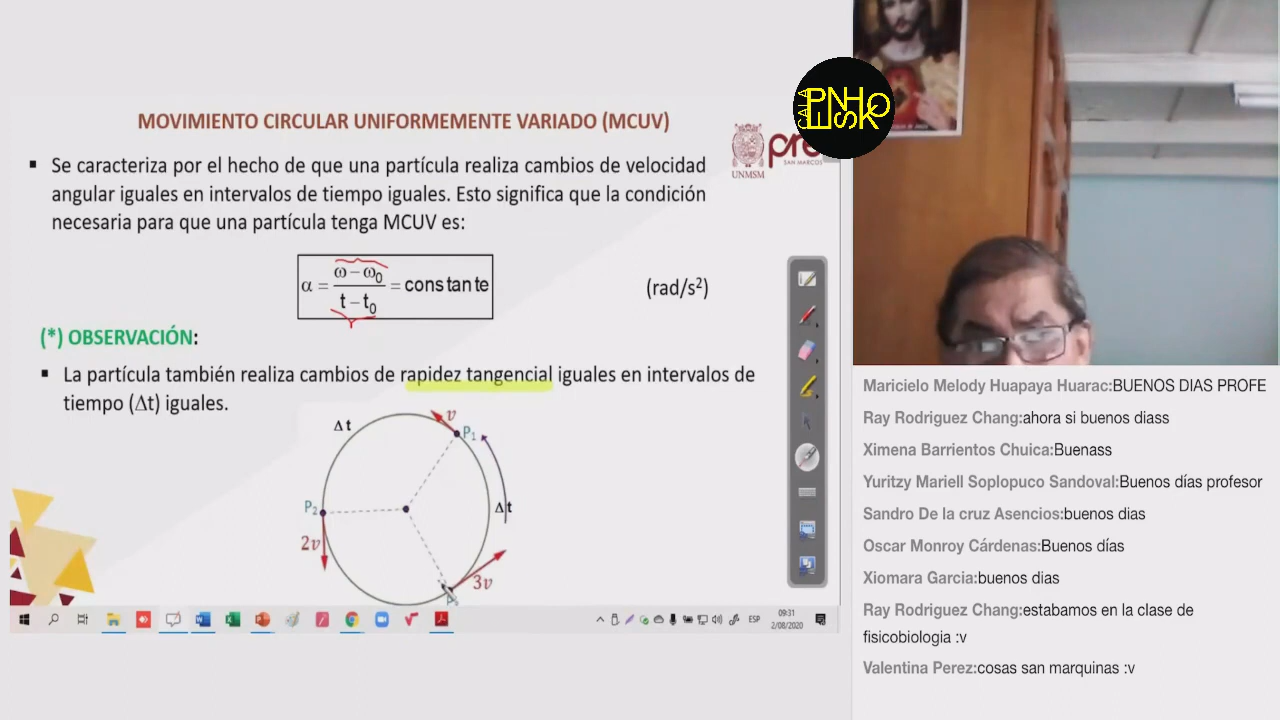 MOVIMIENTO CIRCULAR UNIFORMEMENTE VARIADO (MCUV)
Se caracteriza por el hecho de que una partícula realiza cambios de velocidad
angular iguales en intervalos de tiempo iguales. Esto significa que la condición
necesaria para que una partícula tenga MCUV es:
α = (ω − ω₀)/(t − t₀) = constante
(rad/s²)
(*) OBSERVACIÓN:
La partícula también realiza cambios de rapidez tangencial iguales en intervalos de
tiempo (Δt) iguales.
Δt
v
P₁
P₂
Δt
2v
3v
UNMSM
pre
SAN MARCOS
ESP
09:31
2/08/2020
CALA
Maricielo Melody Huapaya Huarac:BUENOS DIAS PROFE
Ray Rodriguez Chang:ahora si buenos diass
Ximena Barrientos Chuica:Buenass
Yuritzy Mariell Soplopuco Sandoval:Buenos días profesor
Sandro De la cruz Asencios:buenos dias
Oscar Monroy Cárdenas:Buenos días
Xiomara Garcia:buenos dias
Ray Rodriguez Chang:estabamos en la clase de
fisicobiologia :v
Valentina Perez:cosas san marquinas :v